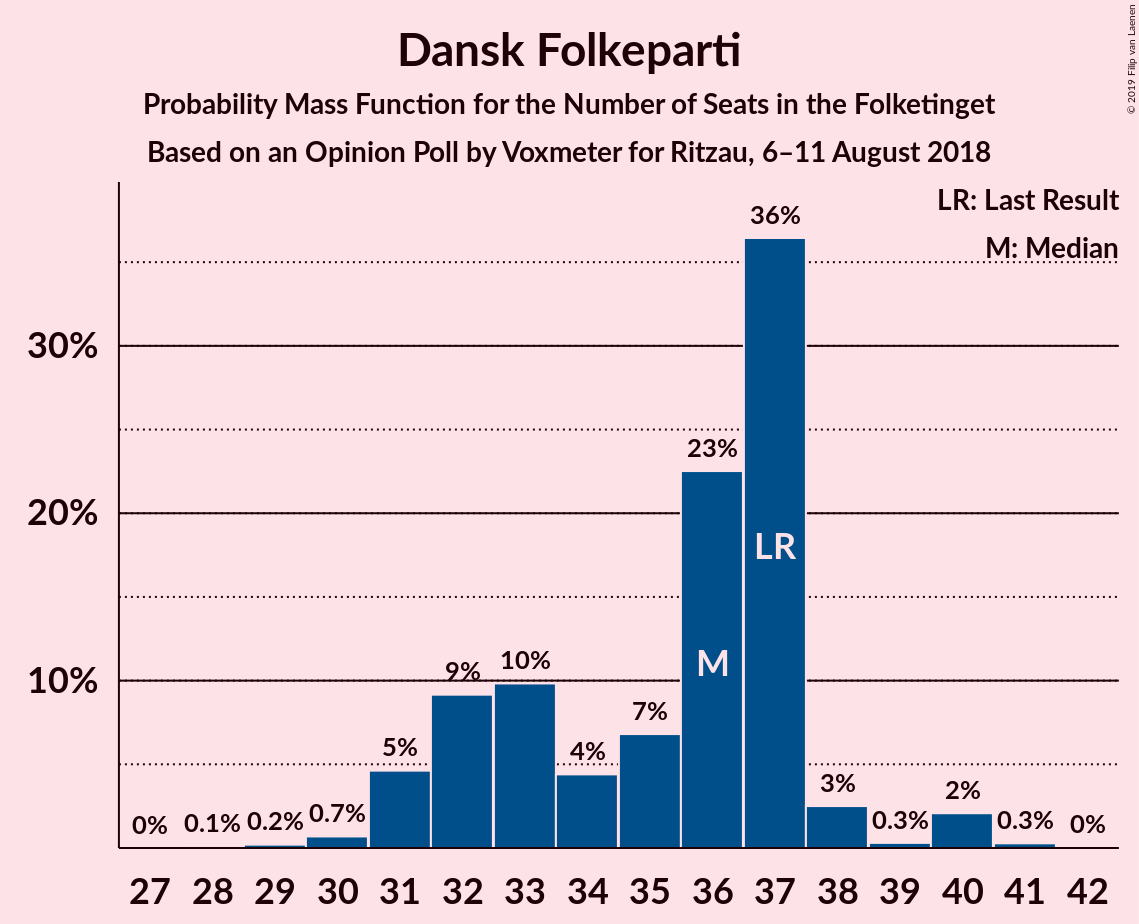 Dansk Folkeparti
Probability Mass Function for the Number of Seats in the Folketinget
Based on an Opinion Poll by Voxmeter for Ritzau, 6–11 August 2018
© 2019 Filip van Laenen
LR: Last Result
M: Median
30%
20%
10%
0%
0.1%
0.2%
0.7%
5%
9%
10%
4%
7%
23%
36%
3%
0.3%
2%
0.3%
0%
M
LR
27 28 29 30 31 32 33 34 35 36 37 38 39 40 41 42